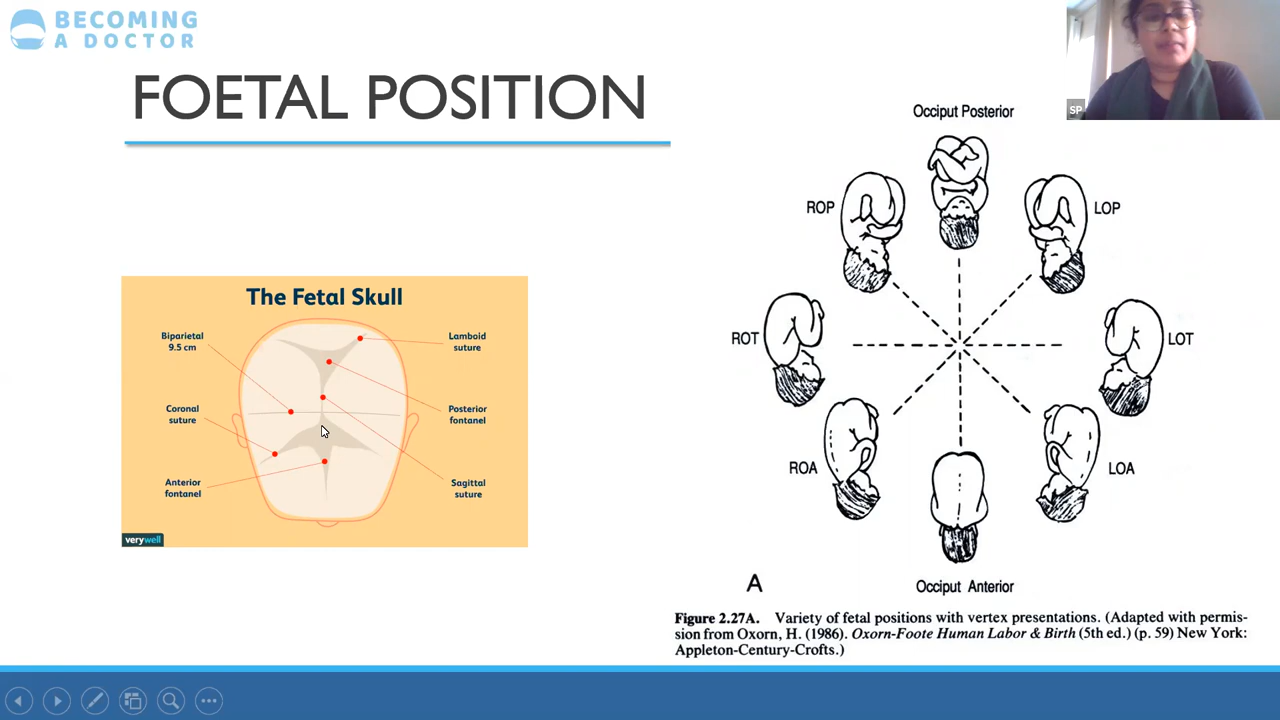 BECOMING
A DOCTOR
FOETAL POSITION
SP
The Fetal Skull
Biparietal
9.5 cm
Lamboid
suture
Coronal
suture
Posterior
fontanel
Anterior
fontanel
Sagittal
suture
verywell
Occiput Posterior
ROP
LOP
ROT
LOT
ROA
LOA
A
Occiput Anterior
Figure 2.27A. Variety of fetal positions with vertex presentations. (Adapted with permis-
sion from Oxorn, H. (1986). Oxorn-Foote Human Labor & Birth (5th ed.) (p. 59) New York:
Appleton-Century-Crofts.)